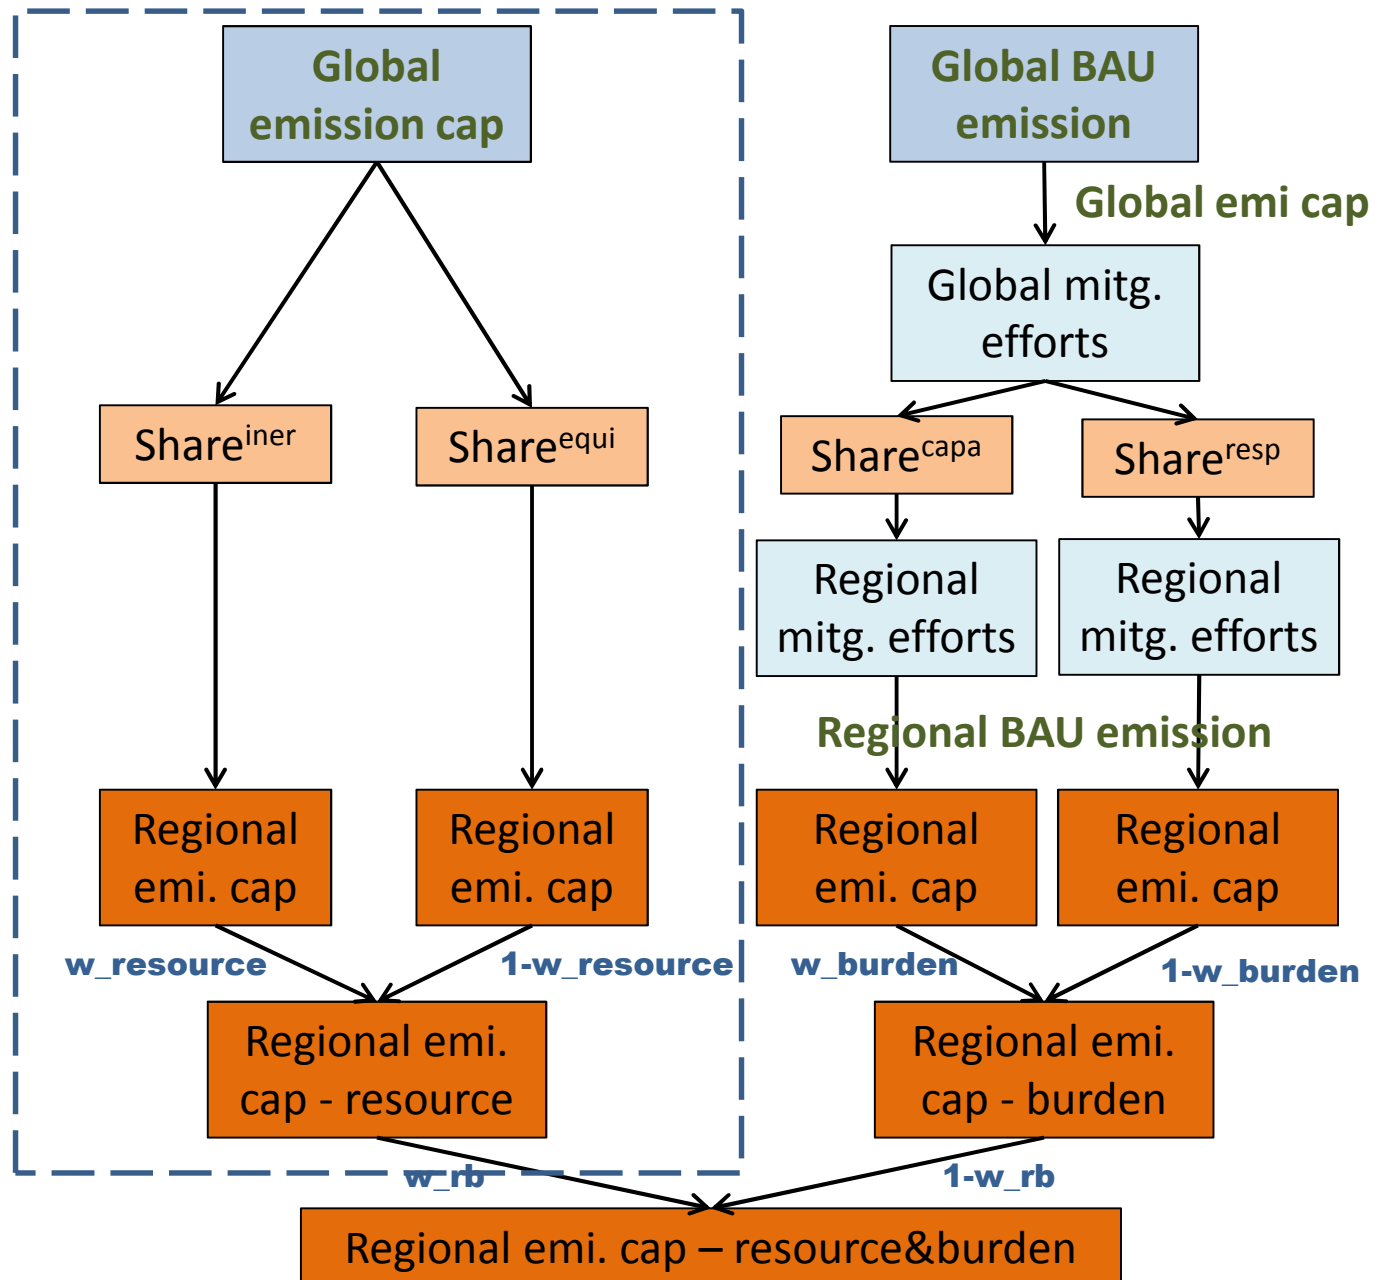 Global
emission cap
Global BAU
emission
Global emi cap
Global mitg.
efforts
Share^iner
Share^equi
Share^capa
Share^resp
Regional
mitg. efforts
Regional
mitg. efforts
Regional BAU emission
Regional
emi. cap
Regional
emi. cap
Regional
emi. cap
Regional
emi. cap
w_resource
1-w_resource
w_burden
1-w_burden
Regional emi.
cap - resource
Regional emi.
cap - burden
w_rb
1-w_rb
Regional emi. cap – resource&burden